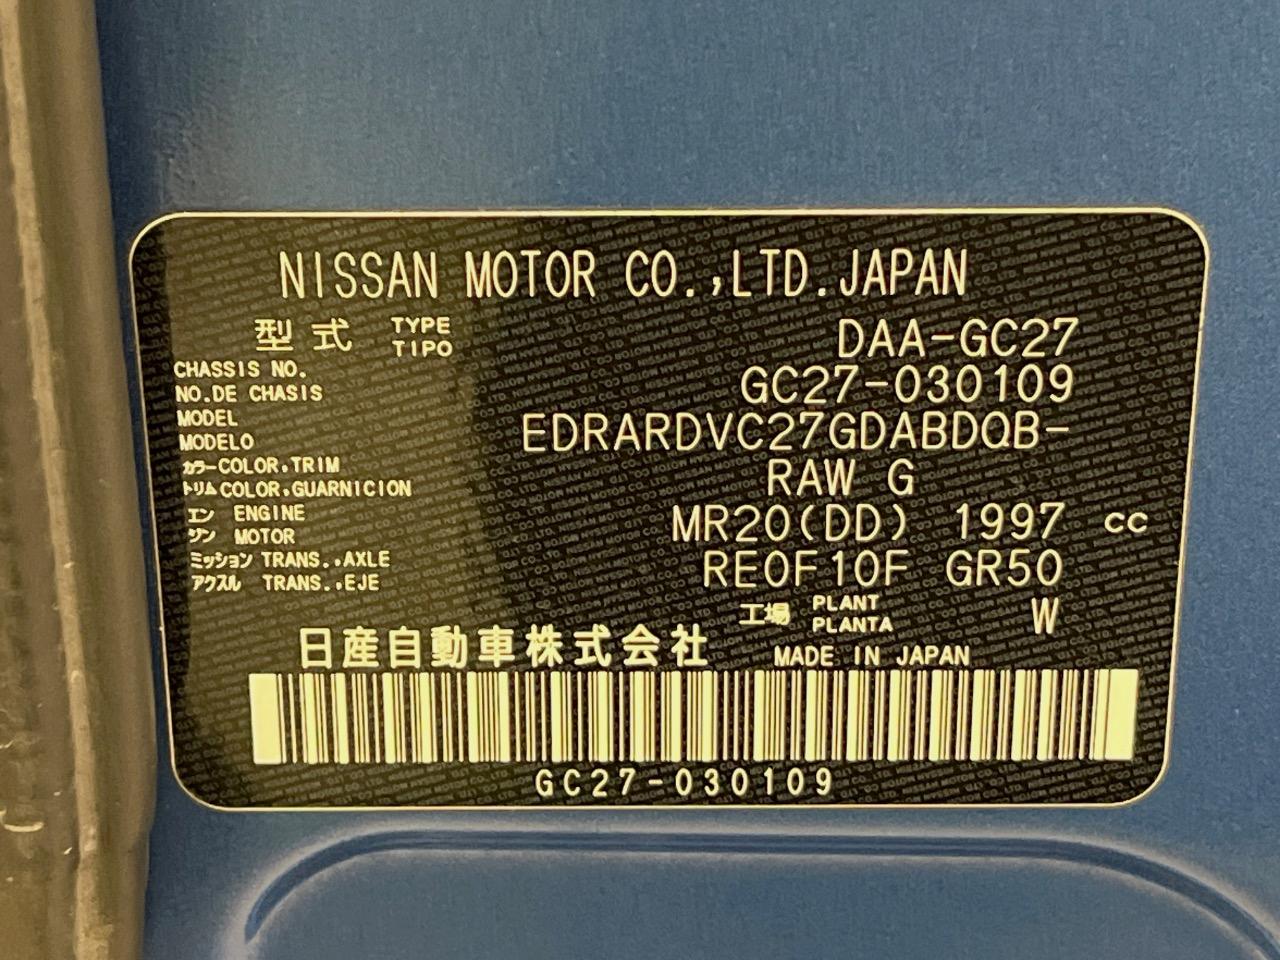 NISSAN MOTOR CO.,LTD.JAPAN
型式 TYPE TIPO DAA-GC27
CHASSIS NO.
NO.DE CHASIS GC27-030109
MODEL
MODELO EDRARDVC27GDABDQB-
カラー COLOR,TRIM
トリム COLOR,GUARNICION RAW G
エン ENGINE
ジン MOTOR MR20(DD) 1997 cc
ミッション TRANS.,AXLE
アクスル TRANS.,EJE RE0F10F GR50
工場 PLANT PLANTA W
日産自動車株式会社 MADE IN JAPAN
GC27-030109